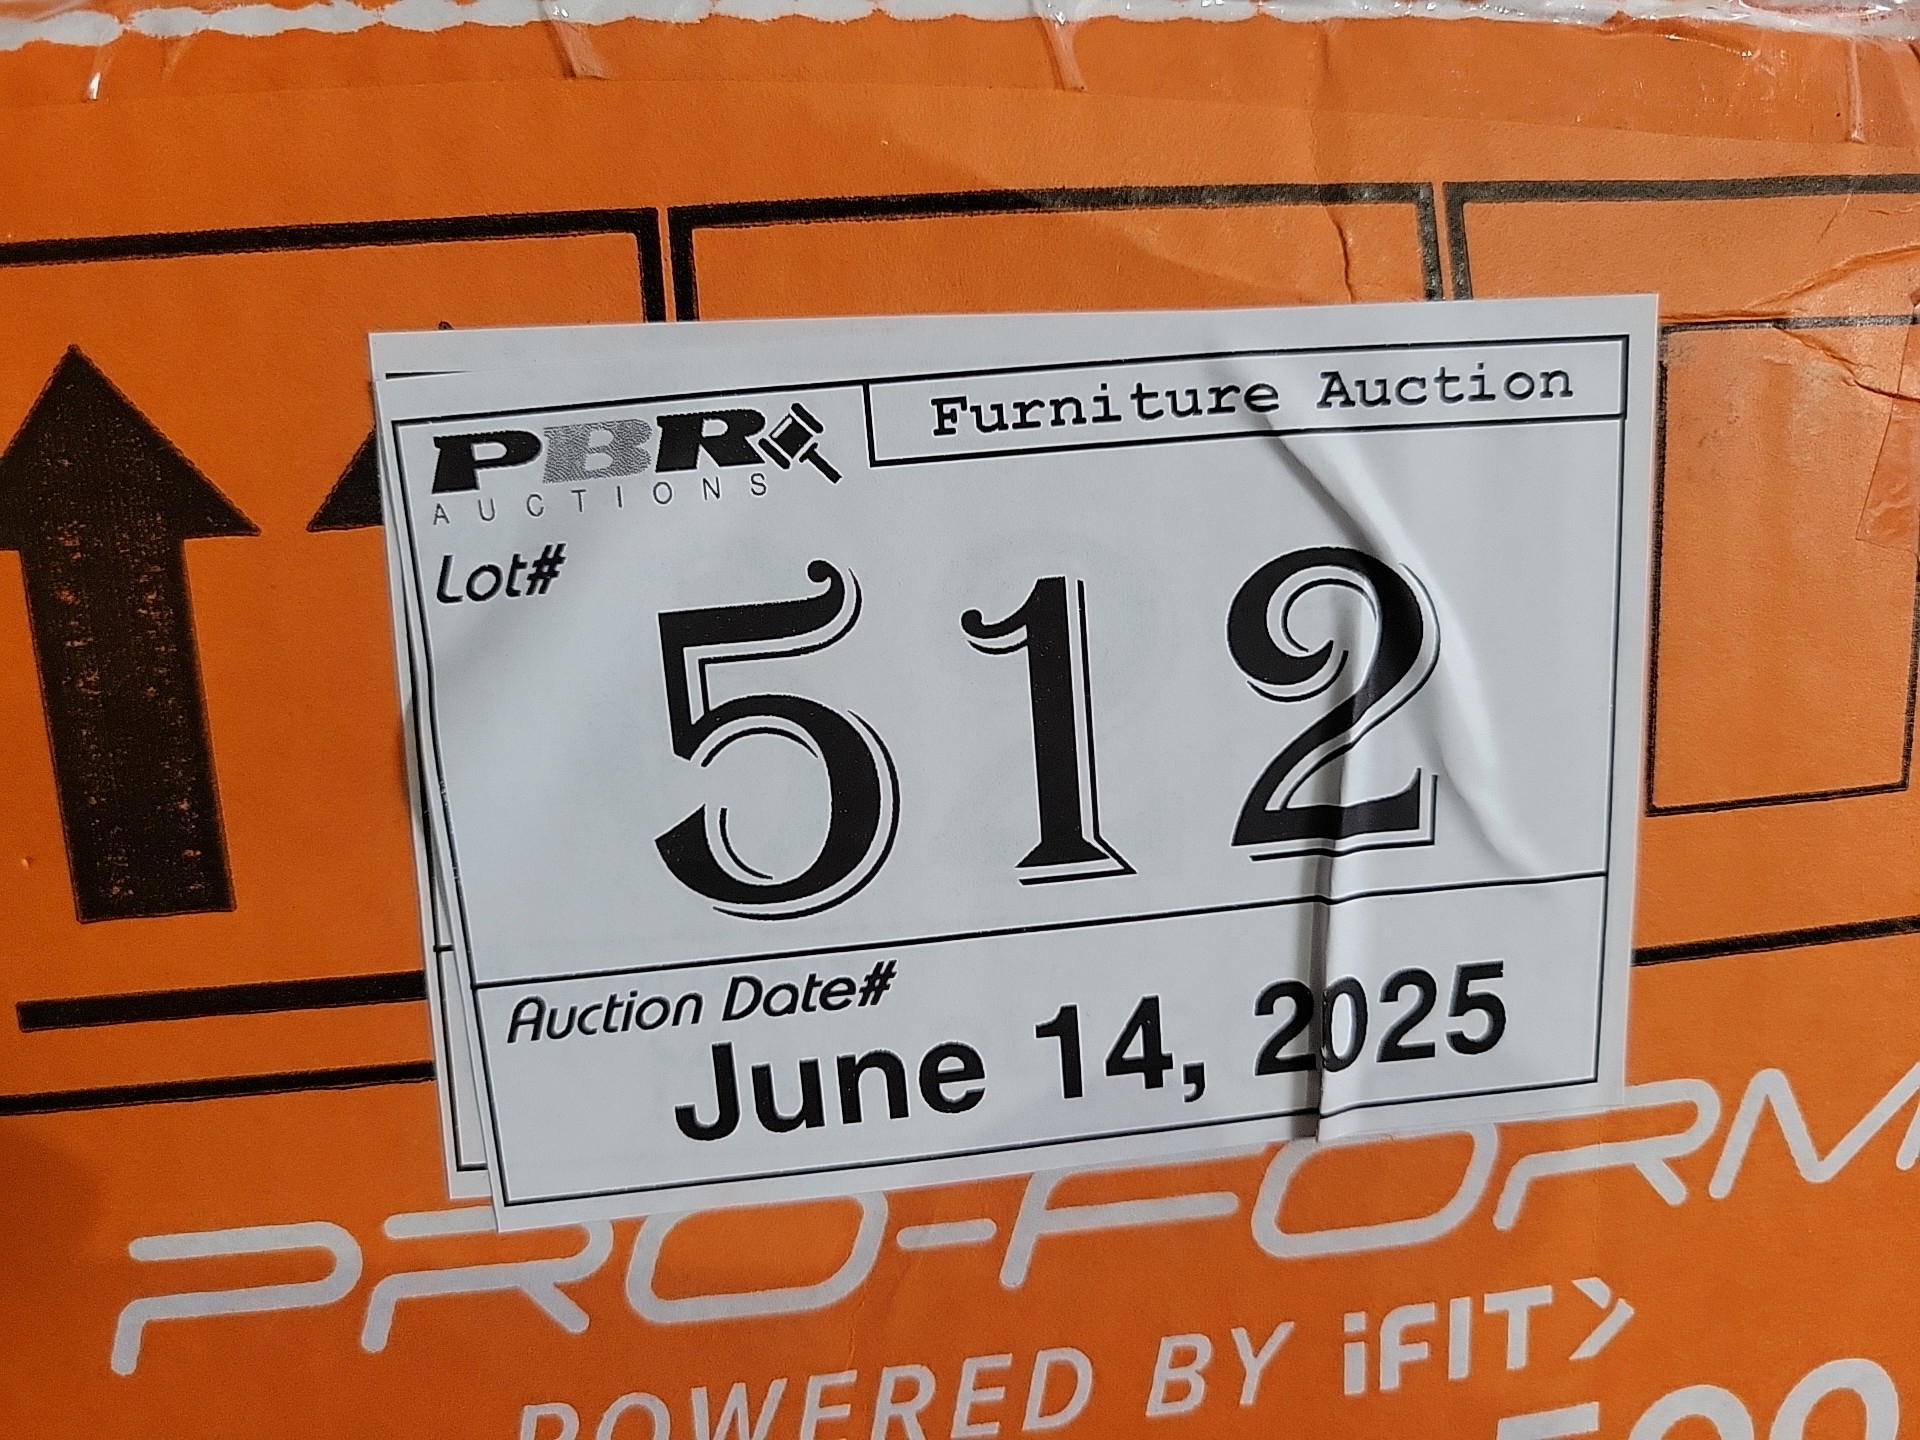 PBR
AUCTIONS
Furniture Auction
Lot#
512
Auction Date#
June 14, 2025
PRO-FORM
POWERED BY iFIT